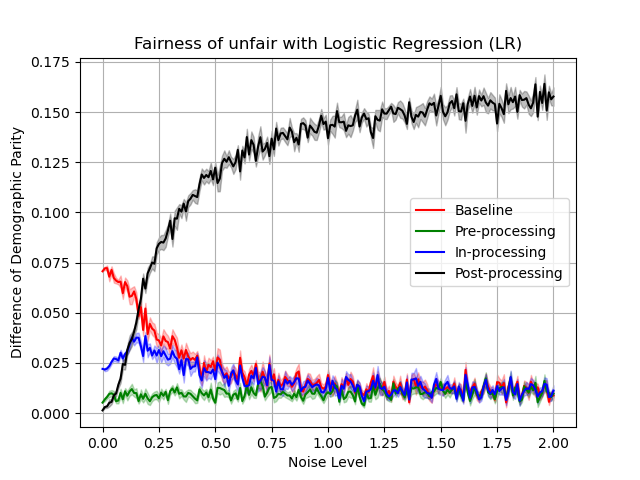 Fairness of unfair with Logistic Regression (LR)
0.175
0.150
0.125
0.100
0.075
0.050
0.025
0.000
Difference of Demographic Parity
Baseline
Pre-processing
In-processing
Post-processing
0.00 0.25 0.50 0.75 1.00 1.25 1.50 1.75 2.00
Noise Level